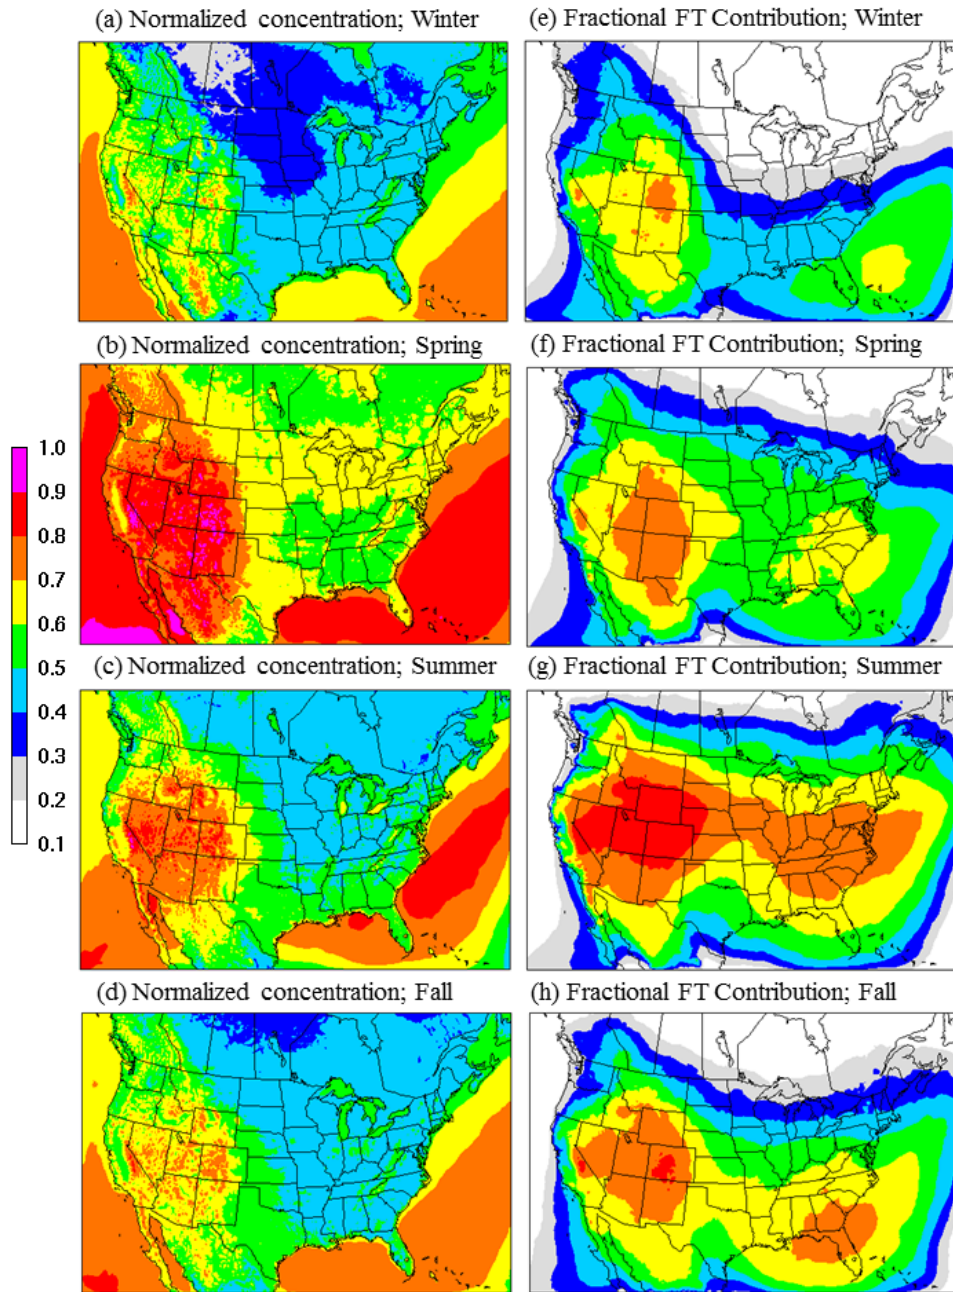 (a) Normalized concentration; Winter
(e) Fractional FT Contribution; Winter
(b) Normalized concentration; Spring
(f) Fractional FT Contribution; Spring
1.0
0.9
0.8
0.7
0.6
0.5
0.4
0.3
0.2
0.1
(c) Normalized concentration; Summer
(g) Fractional FT Contribution; Summer
(d) Normalized concentration; Fall
(h) Fractional FT Contribution; Fall